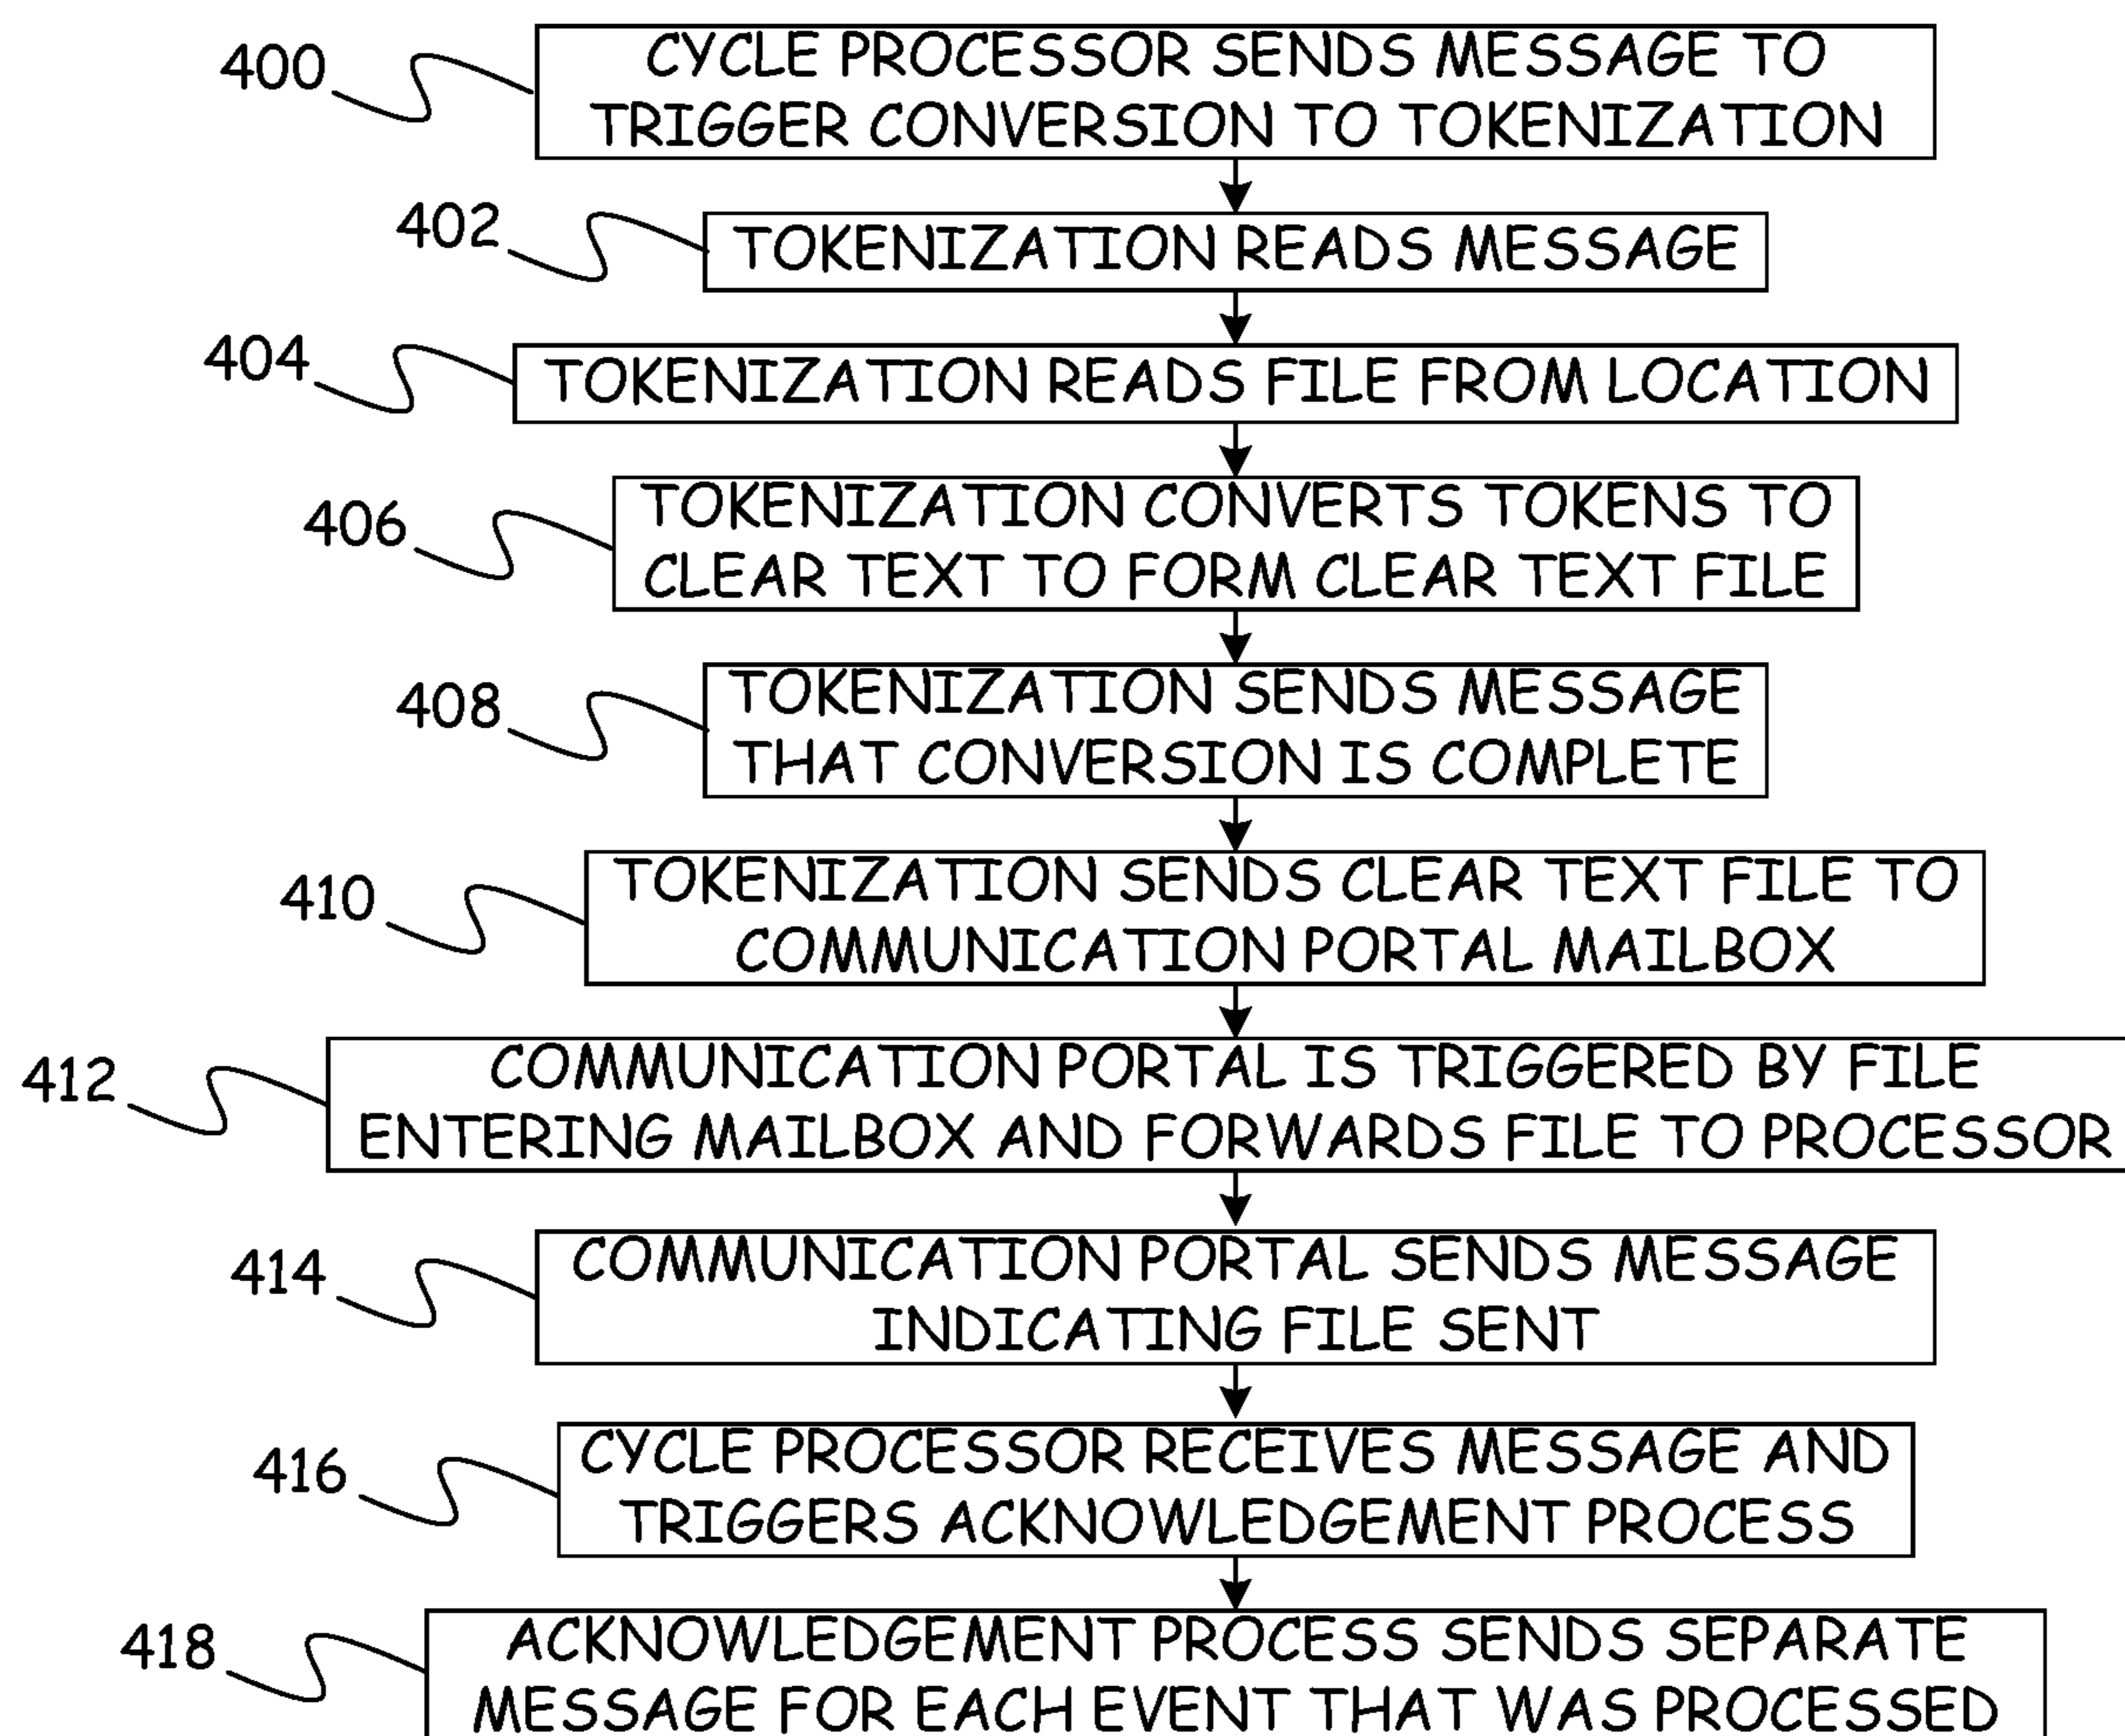 400
CYCLE PROCESSOR SENDS MESSAGE TO
TRIGGER CONVERSION TO TOKENIZATION
402
TOKENIZATION READS MESSAGE
404
TOKENIZATION READS FILE FROM LOCATION
406
TOKENIZATION CONVERTS TOKENS TO
CLEAR TEXT TO FORM CLEAR TEXT FILE
408
TOKENIZATION SENDS MESSAGE
THAT CONVERSION IS COMPLETE
410
TOKENIZATION SENDS CLEAR TEXT FILE TO
COMMUNICATION PORTAL MAILBOX
412
COMMUNICATION PORTAL IS TRIGGERED BY FILE
ENTERING MAILBOX AND FORWARDS FILE TO PROCESSOR
414
COMMUNICATION PORTAL SENDS MESSAGE
INDICATING FILE SENT
416
CYCLE PROCESSOR RECEIVES MESSAGE AND
TRIGGERS ACKNOWLEDGEMENT PROCESS
418
ACKNOWLEDGEMENT PROCESS SENDS SEPARATE
MESSAGE FOR EACH EVENT THAT WAS PROCESSED